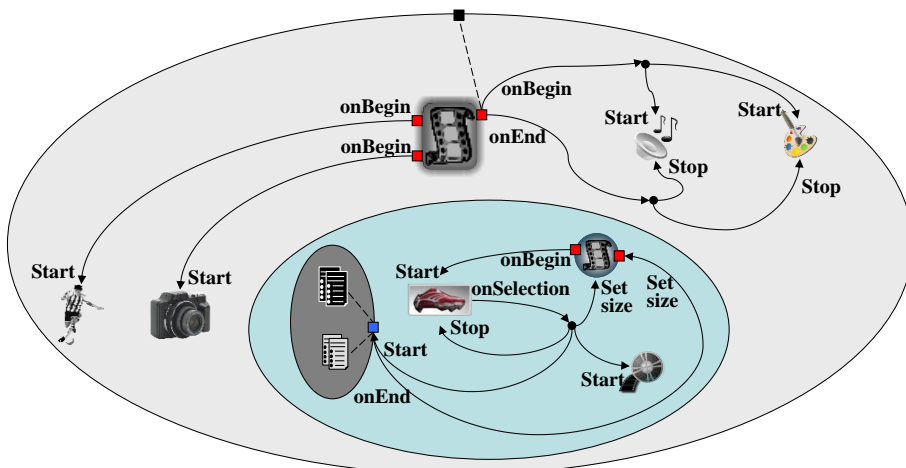 onBegin
onBegin
onEnd
onBegin
Start
Start
Stop
Stop
Start
Start
onBegin
Start
onSelection
Set
size
Set
size
Stop
Start
Start
onEnd